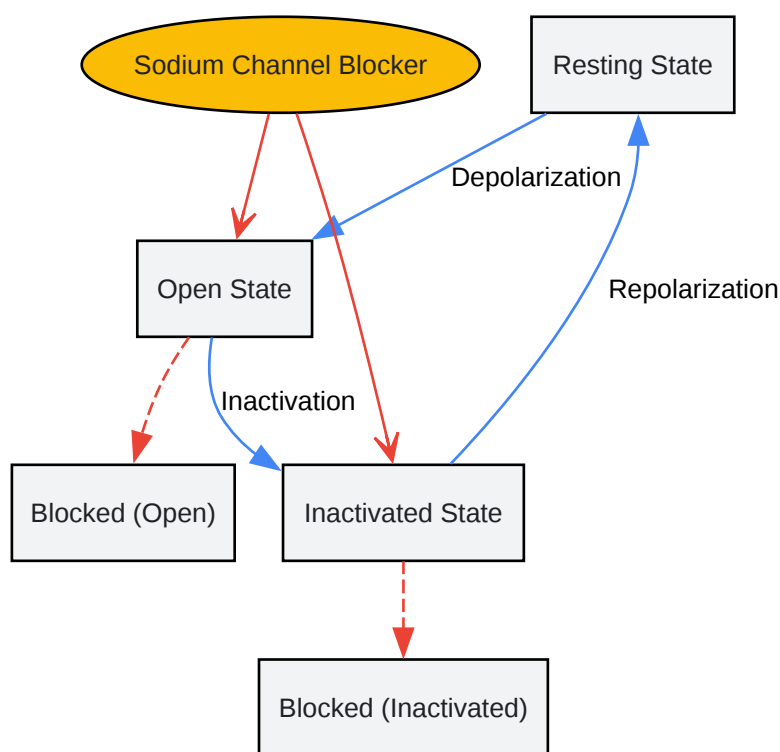 Sodium Channel Blocker
Resting State
Depolarization
Open State
Repolarization
Inactivation
Blocked (Open)
Inactivated State
Blocked (Inactivated)